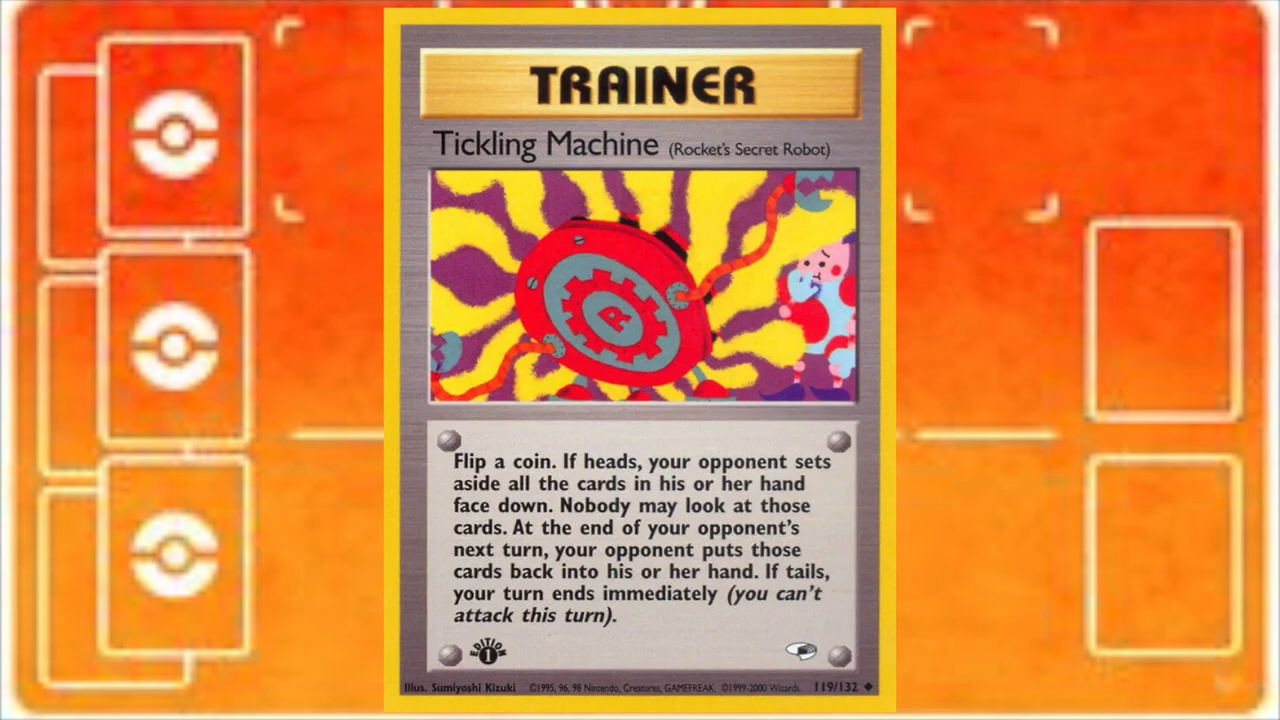 TRAINER
Tickling Machine (Rocket's Secret Robot)
R
Flip a coin. If heads, your opponent sets
aside all the cards in his or her hand
face down. Nobody may look at those
cards. At the end of your opponent's
next turn, your opponent puts those
cards back into his or her hand. If tails,
your turn ends immediately (you can't
attack this turn).
EDITION
1
Illus. Sumiyoshi Kizuki ©1995, 96, 98 Nintendo, Creatures, GAMEFREAK. ©1999-2000 Wizards. 119/132 ◆